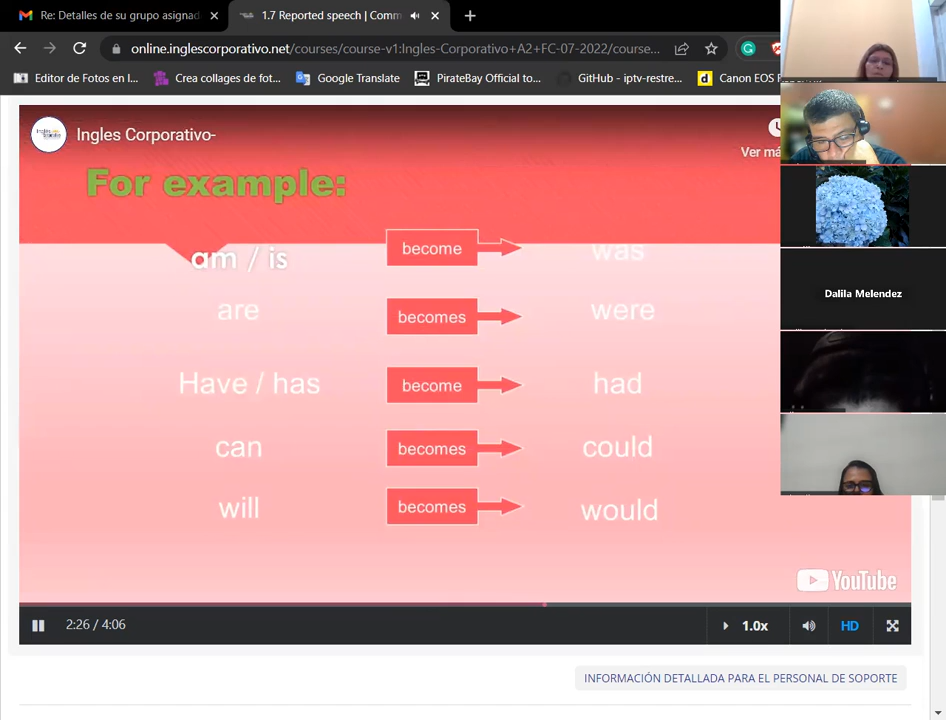 Re: Detalles de su grupo asignad
1.7 Reported speech | Comm
online.inglescorporativo.net/courses/course-v1:Ingles-Corporativo+A2+FC-07-2022/course...
Editor de Fotos en l...
Crea collages de fot...
Google Translate
PirateBay Official to...
GitHub - iptv-restre...
Canon EOS
Ingles Corporativo-
Ver má
For example:
am / is become was
are becomes were
Have / has become had
can becomes could
will becomes would
Dalila Melendez
YouTube
2:26 / 4:06
1.0x
HD
INFORMACIÓN DETALLADA PARA EL PERSONAL DE SOPORTE